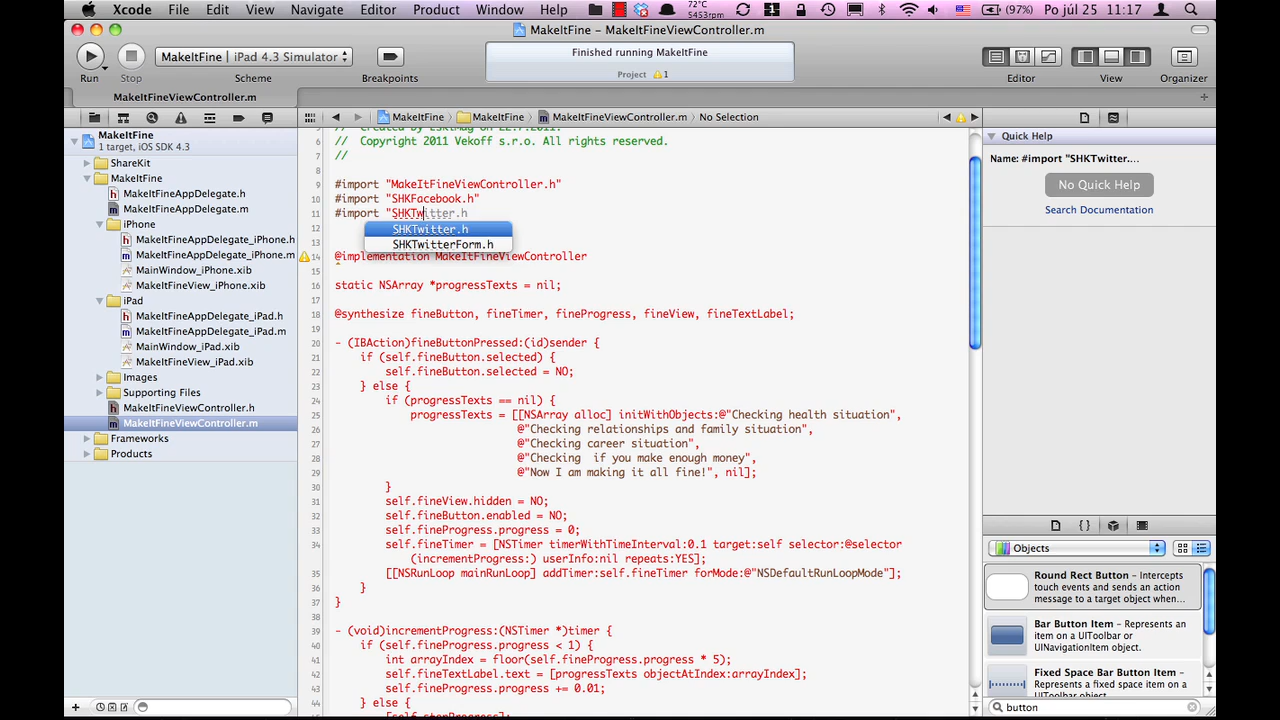 Xcode File Edit View Navigate Editor Product Window Help 72°C 5453rpm 1 (97%) Po júl 25 11:17
MakeItFine – MakeItFineViewController.m
MakeItFine | iPad 4.3 Simulator
Finished running MakeItFine
Project 1
Run Stop Scheme Breakpoints Editor View Organizer
MakeItFineViewController.m
MakeItFine MakeItFine MakeItFineViewController.m No Selection
MakeItFine
1 target, iOS SDK 4.3
ShareKit
MakeItFine
MakeItFineAppDelegate.h
MakeItFineAppDelegate.m
iPhone
MakeItFineAppDelegate_iPhone.h
MakeItFineAppDelegate_iPhone.m
MainWindow_iPhone.xib
MakeItFineView_iPhone.xib
iPad
MakeItFineAppDelegate_iPad.h
MakeItFineAppDelegate_iPad.m
MainWindow_iPad.xib
MakeItFineView_iPad.xib
Images
Supporting Files
MakeItFineViewController.h
MakeItFineViewController.m
Frameworks
Products
6 // Copyright 2011 Vekoff s.r.o. All rights reserved.
7 //
8
9 #import "MakeItFineViewController.h"
10 #import "SHKFacebook.h"
11 #import "SHKTwitter.h
12 SHKTwitter.h
13 SHKTwitterForm.h
14 @implementation MakeItFineViewController
15
16 static NSArray *progressTexts = nil;
17
18 @synthesize fineButton, fineTimer, fineProgress, fineView, fineTextLabel;
19
20 - (IBAction)fineButtonPressed:(id)sender {
21 if (self.fineButton.selected) {
22 self.fineButton.selected = NO;
23 } else {
24 if (progressTexts == nil) {
25 progressTexts = [[NSArray alloc] initWithObjects:@"Checking health situation",
26 @"Checking relationships and family situation",
27 @"Checking career situation",
28 @"Checking  if you make enough money",
29 @"Now I am making it all fine!", nil];
30 }
31 self.fineView.hidden = NO;
32 self.fineButton.enabled = NO;
33 self.fineProgress.progress = 0;
34 self.fineTimer = [NSTimer timerWithTimeInterval:0.1 target:self selector:@selector
(incrementProgress:) userInfo:nil repeats:YES];
35 [[NSRunLoop mainRunLoop] addTimer:self.fineTimer forMode:@"NSDefaultRunLoopMode"];
36 }
37 }
38
39 - (void)incrementProgress:(NSTimer *)timer {
40 if (self.fineProgress.progress < 1) {
41 int arrayIndex = floor(self.fineProgress.progress * 5);
42 self.fineTextLabel.text = [progressTexts objectAtIndex:arrayIndex];
43 self.fineProgress.progress += 0.01;
44 } else {
Quick Help
Name: #import "SHKTwitter....
No Quick Help
Search Documentation
Objects
Round Rect Button – Intercepts
touch events and sends an action
message to a target object when...
Bar Button Item – Represents an
item on a UIToolbar or
UINavigationItem object.
Fixed Space Bar Button Item –
Represents a fixed space item on a
UIToolbar object.
button